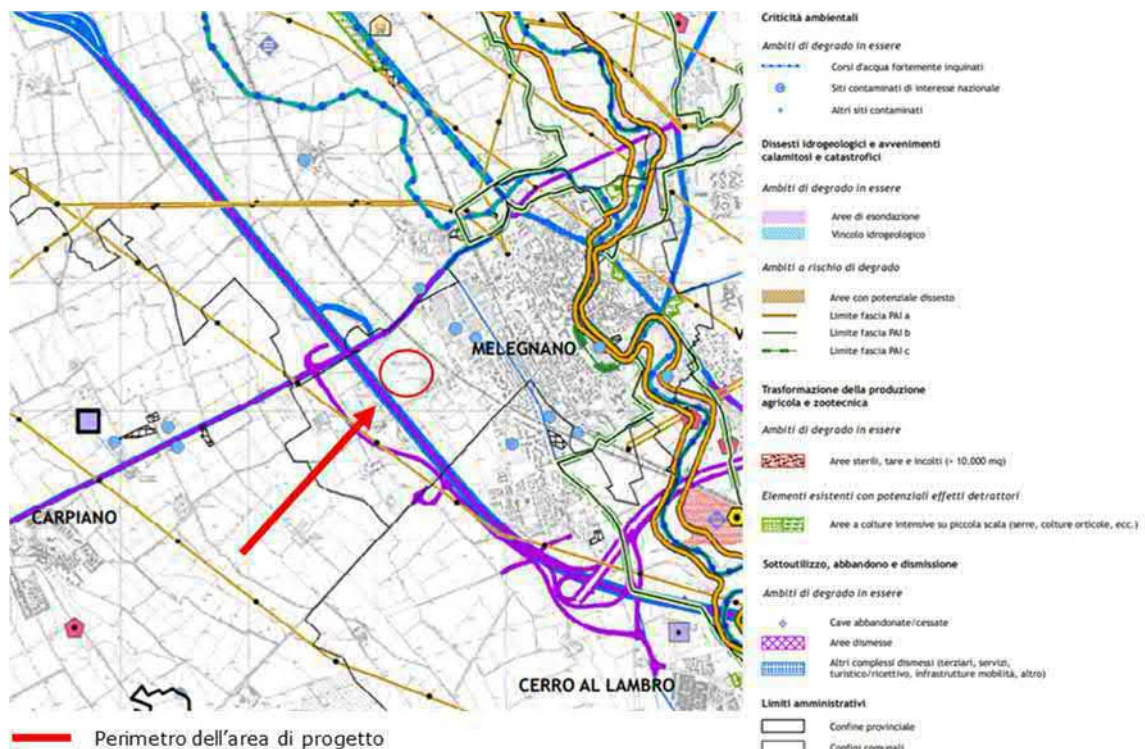 MELEGNANO
CARPIANO
CERRO AL LAMBRO
Perimetro dell'area di progetto
Criticità ambientali
Ambiti di degrado in essere
Corsi d'acqua fortemente inquinati
Siti contaminati di interesse nazionale
Altri siti contaminati
Dissesti idrogeologici e avvenimenti
calamitosi e catastrofici
Ambiti di degrado in essere
Aree di esondazione
Vincolo idrogeologico
Ambiti a rischio di degrado
Aree con potenziale dissesto
Limite fascia PAI a
Limite fascia PAI b
Limite fascia PAI c
Trasformazione della produzione
agricola e zootecnica
Ambiti di degrado in essere
Aree sterili, tare e incolti (> 10.000 mq)
Elementi esistenti con potenziali effetti detrattori
Aree a colture intensive su piccola scala (serre, colture orticole, ecc.)
Sottoutilizzo, abbandono e dismissione
Ambiti di degrado in essere
Cave abbandonate/cessate
Aree dismesse
Altri complessi dismessi (terziari, servizi,
turistico/ricettivo, infrastrutture mobilità, altro)
Limiti amministrativi
Confine provinciale
Confini comunali